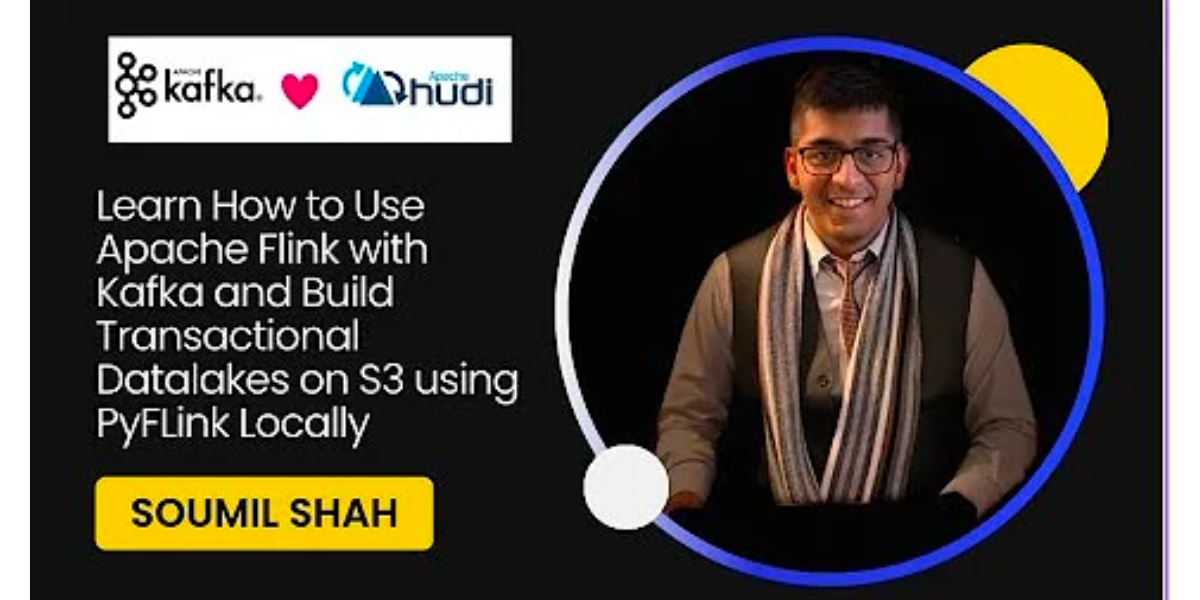 APACHE
kafka®
Apache
hudi
Learn How to Use
Apache Flink with
Kafka and Build
Transactional
Datalakes on S3 using
PyFLink Locally
SOUMIL SHAH